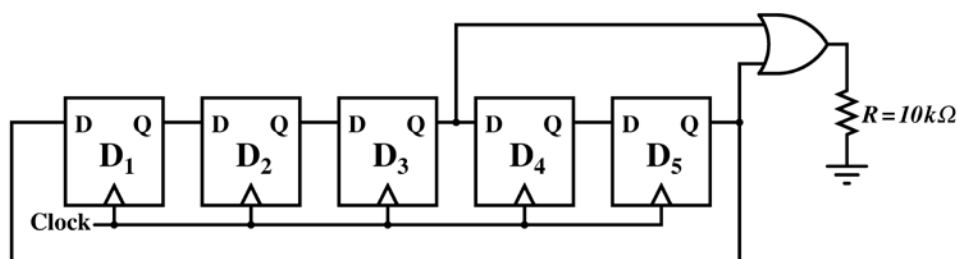 R = 10kΩ
D Q D Q D Q D Q D Q
D₁ D₂ D₃ D₄ D₅
Clock